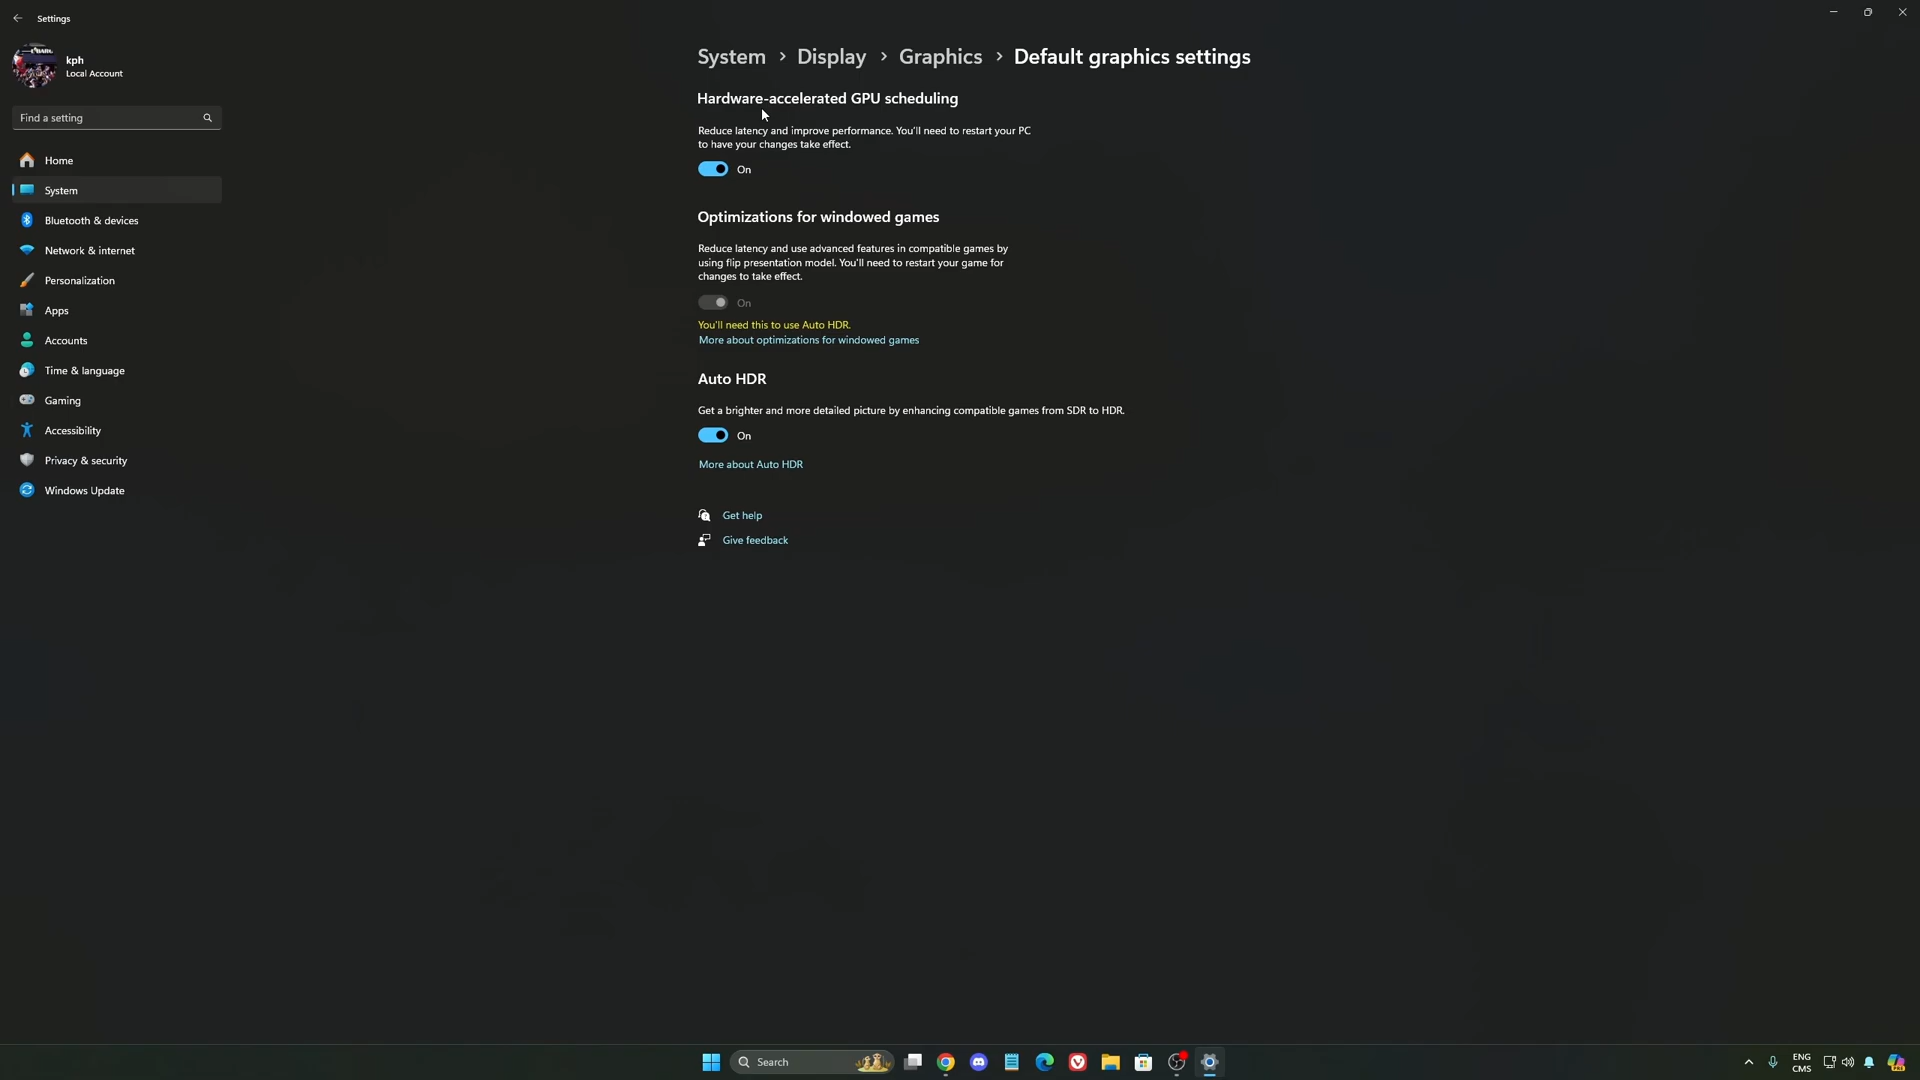 Settings
kph
Local Account
Find a setting
Home
System
Bluetooth & devices
Network & internet
Personalization
Apps
Accounts
Time & language
Gaming
Accessibility
Privacy & security
Windows Update
System > Display > Graphics > Default graphics settings
Hardware-accelerated GPU scheduling
Reduce latency and improve performance. You'll need to restart your PC
to have your changes take effect.
On
Optimizations for windowed games
Reduce latency and use advanced features in compatible games by
using flip presentation model. You'll need to restart your game for
changes to take effect.
On
You'll need this to use Auto HDR.
More about optimizations for windowed games
Auto HDR
Get a brighter and more detailed picture by enhancing compatible games from SDR to HDR.
On
More about Auto HDR
Get help
Give feedback
Search
ENG
CMS